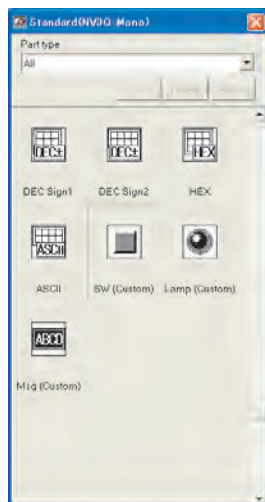 Standard(NV3Q-Mono)
Part type
All
DEC± DEC± HEX
DEC Sign1 DEC Sign2 HEX
ASCII
ASCII SW (Custom) Lamp (Custom)
ABCD
Msg (Custom)